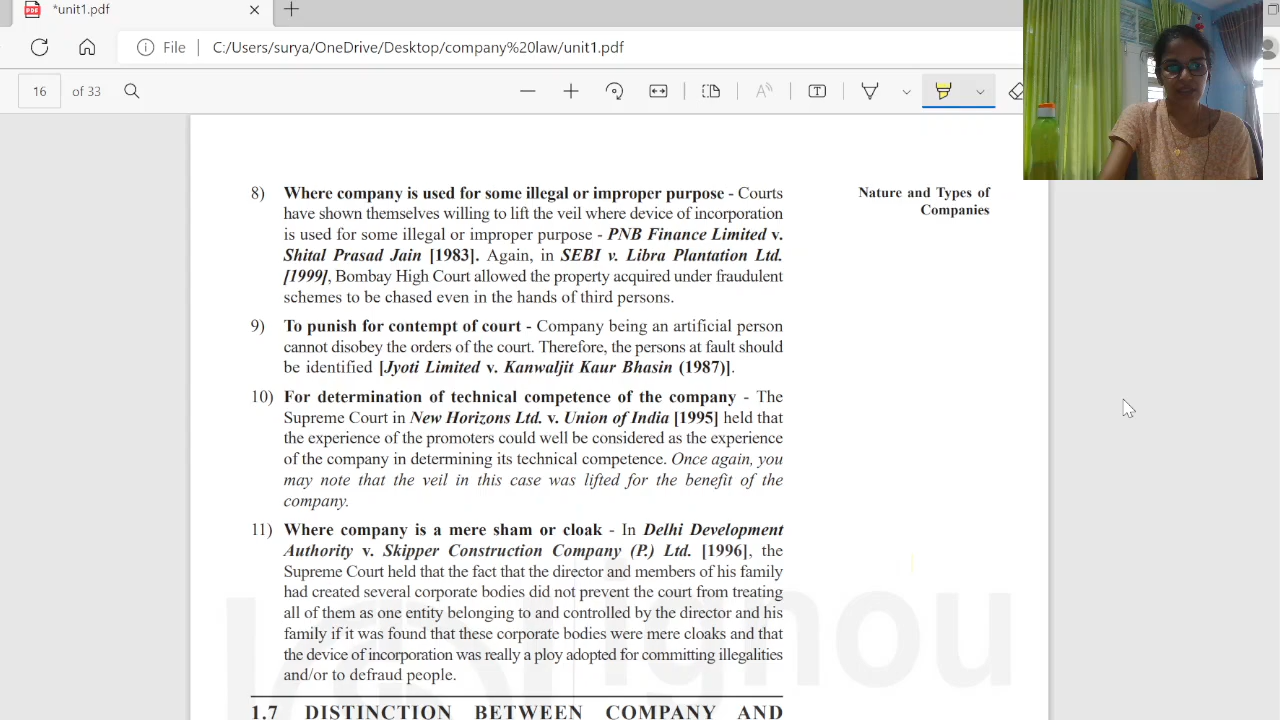 *unit1.pdf
File C:/Users/surya/OneDrive/Desktop/company%20law/unit1.pdf
16 of 33
Nature and Types of
Companies
8) Where company is used for some illegal or improper purpose - Courts
have shown themselves willing to lift the veil where device of incorporation
is used for some illegal or improper purpose - PNB Finance Limited v.
Shital Prasad Jain [1983]. Again, in SEBI v. Libra Plantation Ltd.
[1999], Bombay High Court allowed the property acquired under fraudulent
schemes to be chased even in the hands of third persons.
9) To punish for contempt of court - Company being an artificial person
cannot disobey the orders of the court. Therefore, the persons at fault should
be identified [Jyoti Limited v. Kanwaljit Kaur Bhasin (1987)].
10) For determination of technical competence of the company - The
Supreme Court in New Horizons Ltd. v. Union of India [1995] held that
the experience of the promoters could well be considered as the experience
of the company in determining its technical competence. Once again, you
may note that the veil in this case was lifted for the benefit of the
company.
11) Where company is a mere sham or cloak - In Delhi Development
Authority v. Skipper Construction Company (P.) Ltd. [1996], the
Supreme Court held that the fact that the director and members of his family
had created several corporate bodies did not prevent the court from treating
all of them as one entity belonging to and controlled by the director and his
family if it was found that these corporate bodies were mere cloaks and that
the device of incorporation was really a ploy adopted for committing illegalities
and/or to defraud people.
ignou
1.7 DISTINCTION BETWEEN COMPANY AND